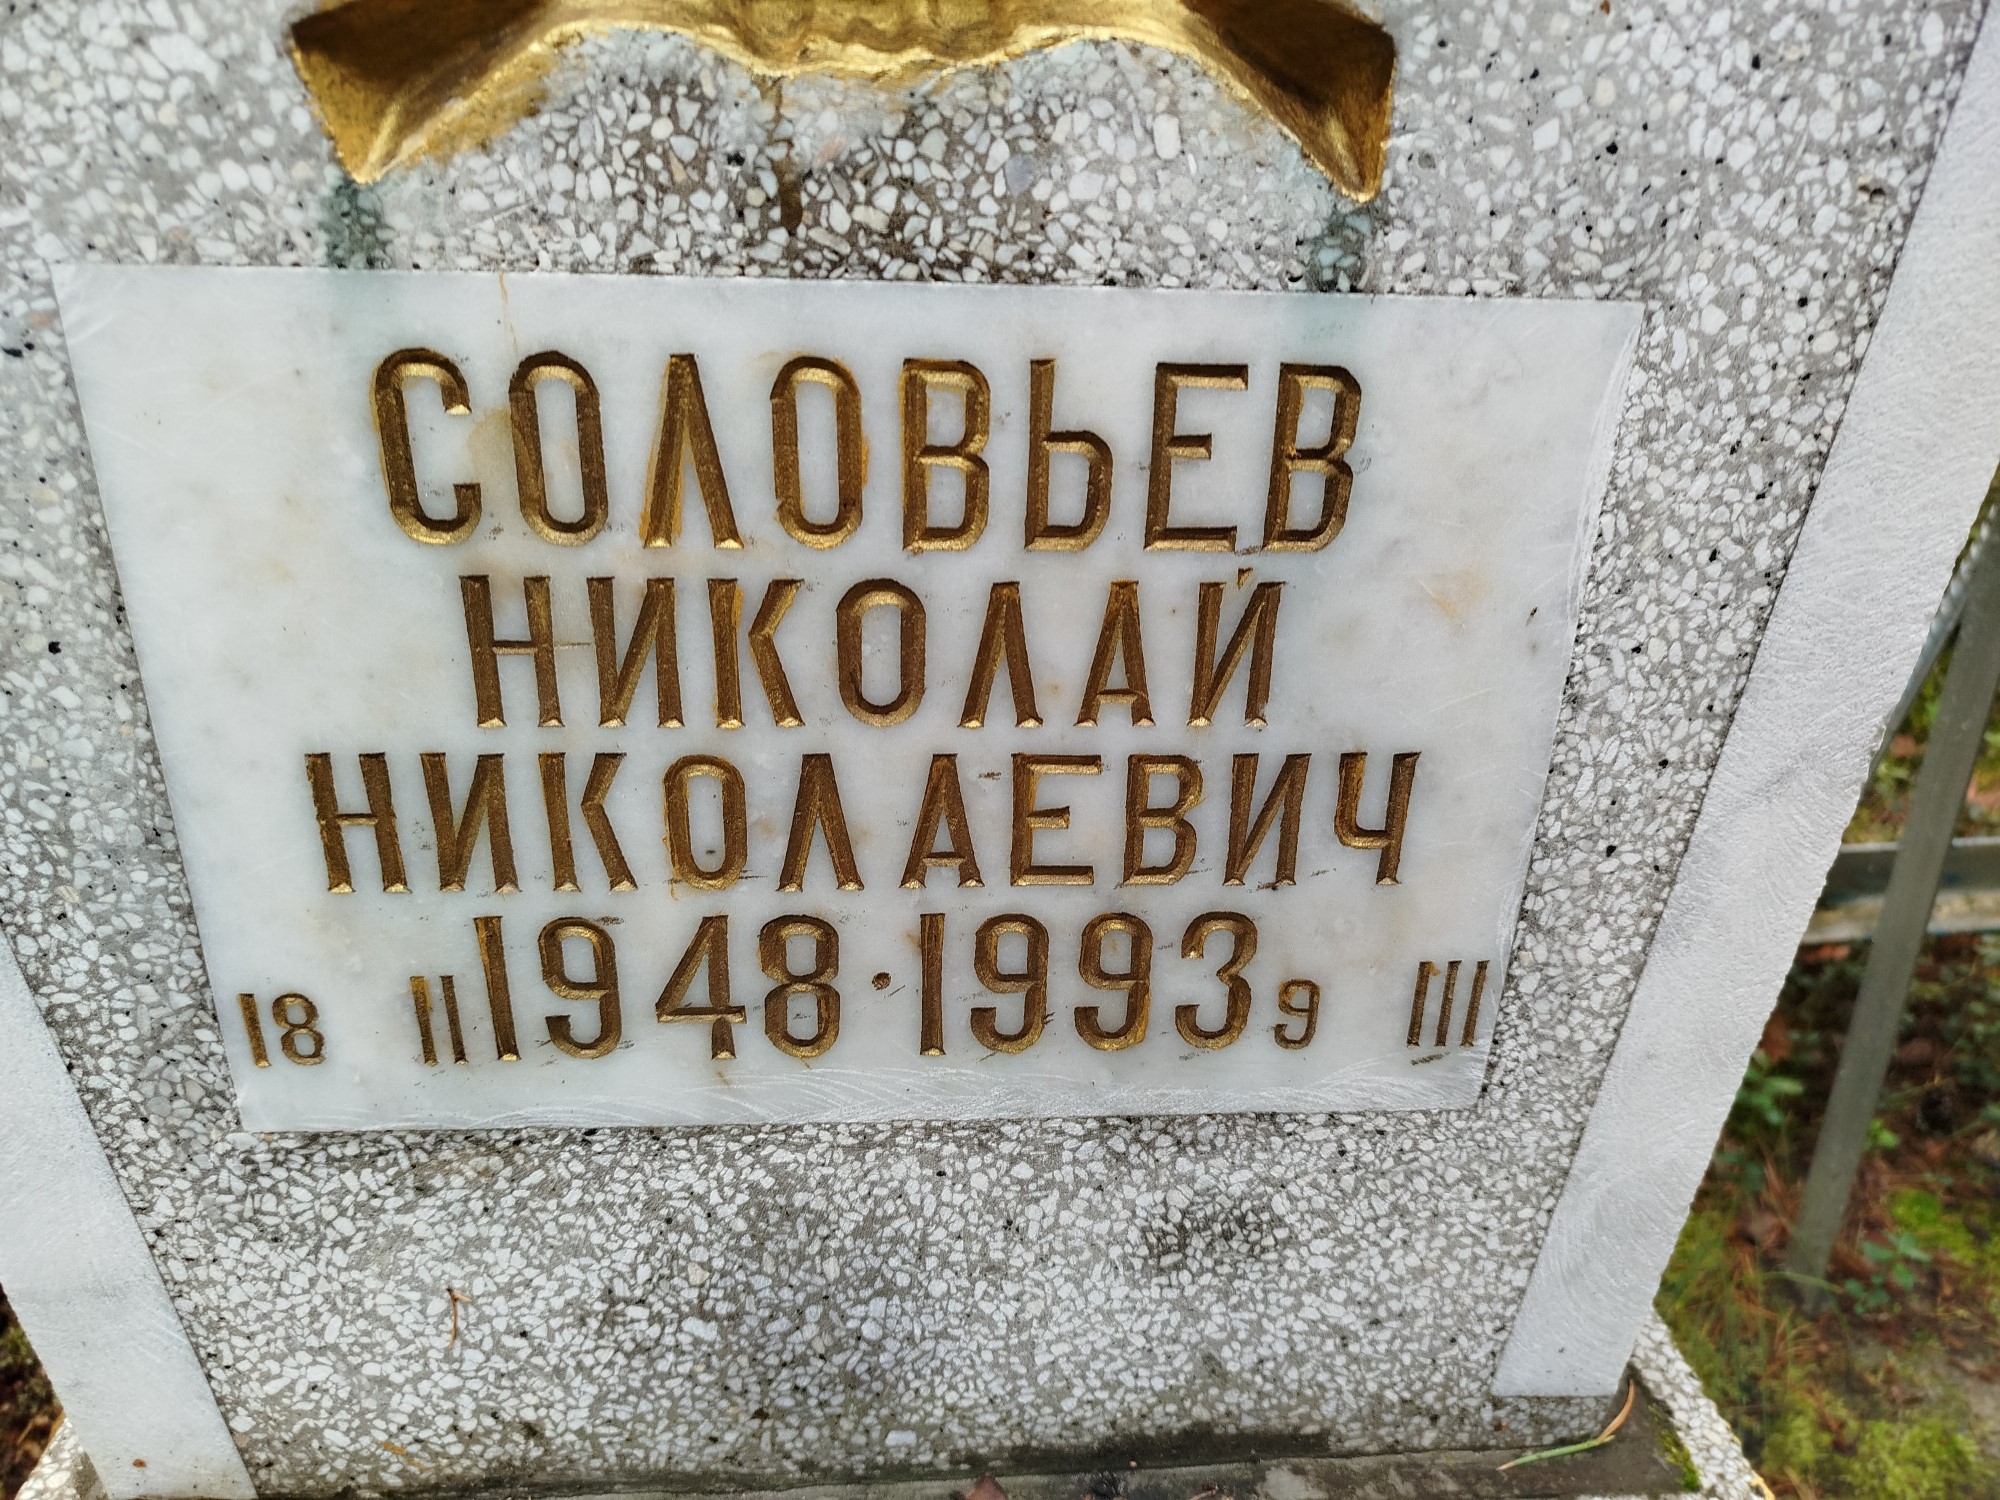 СОЛОВЬЕВ
НИКОЛАЙ
НИКОЛАЕВИЧ
18 II 1948·1993 9 III